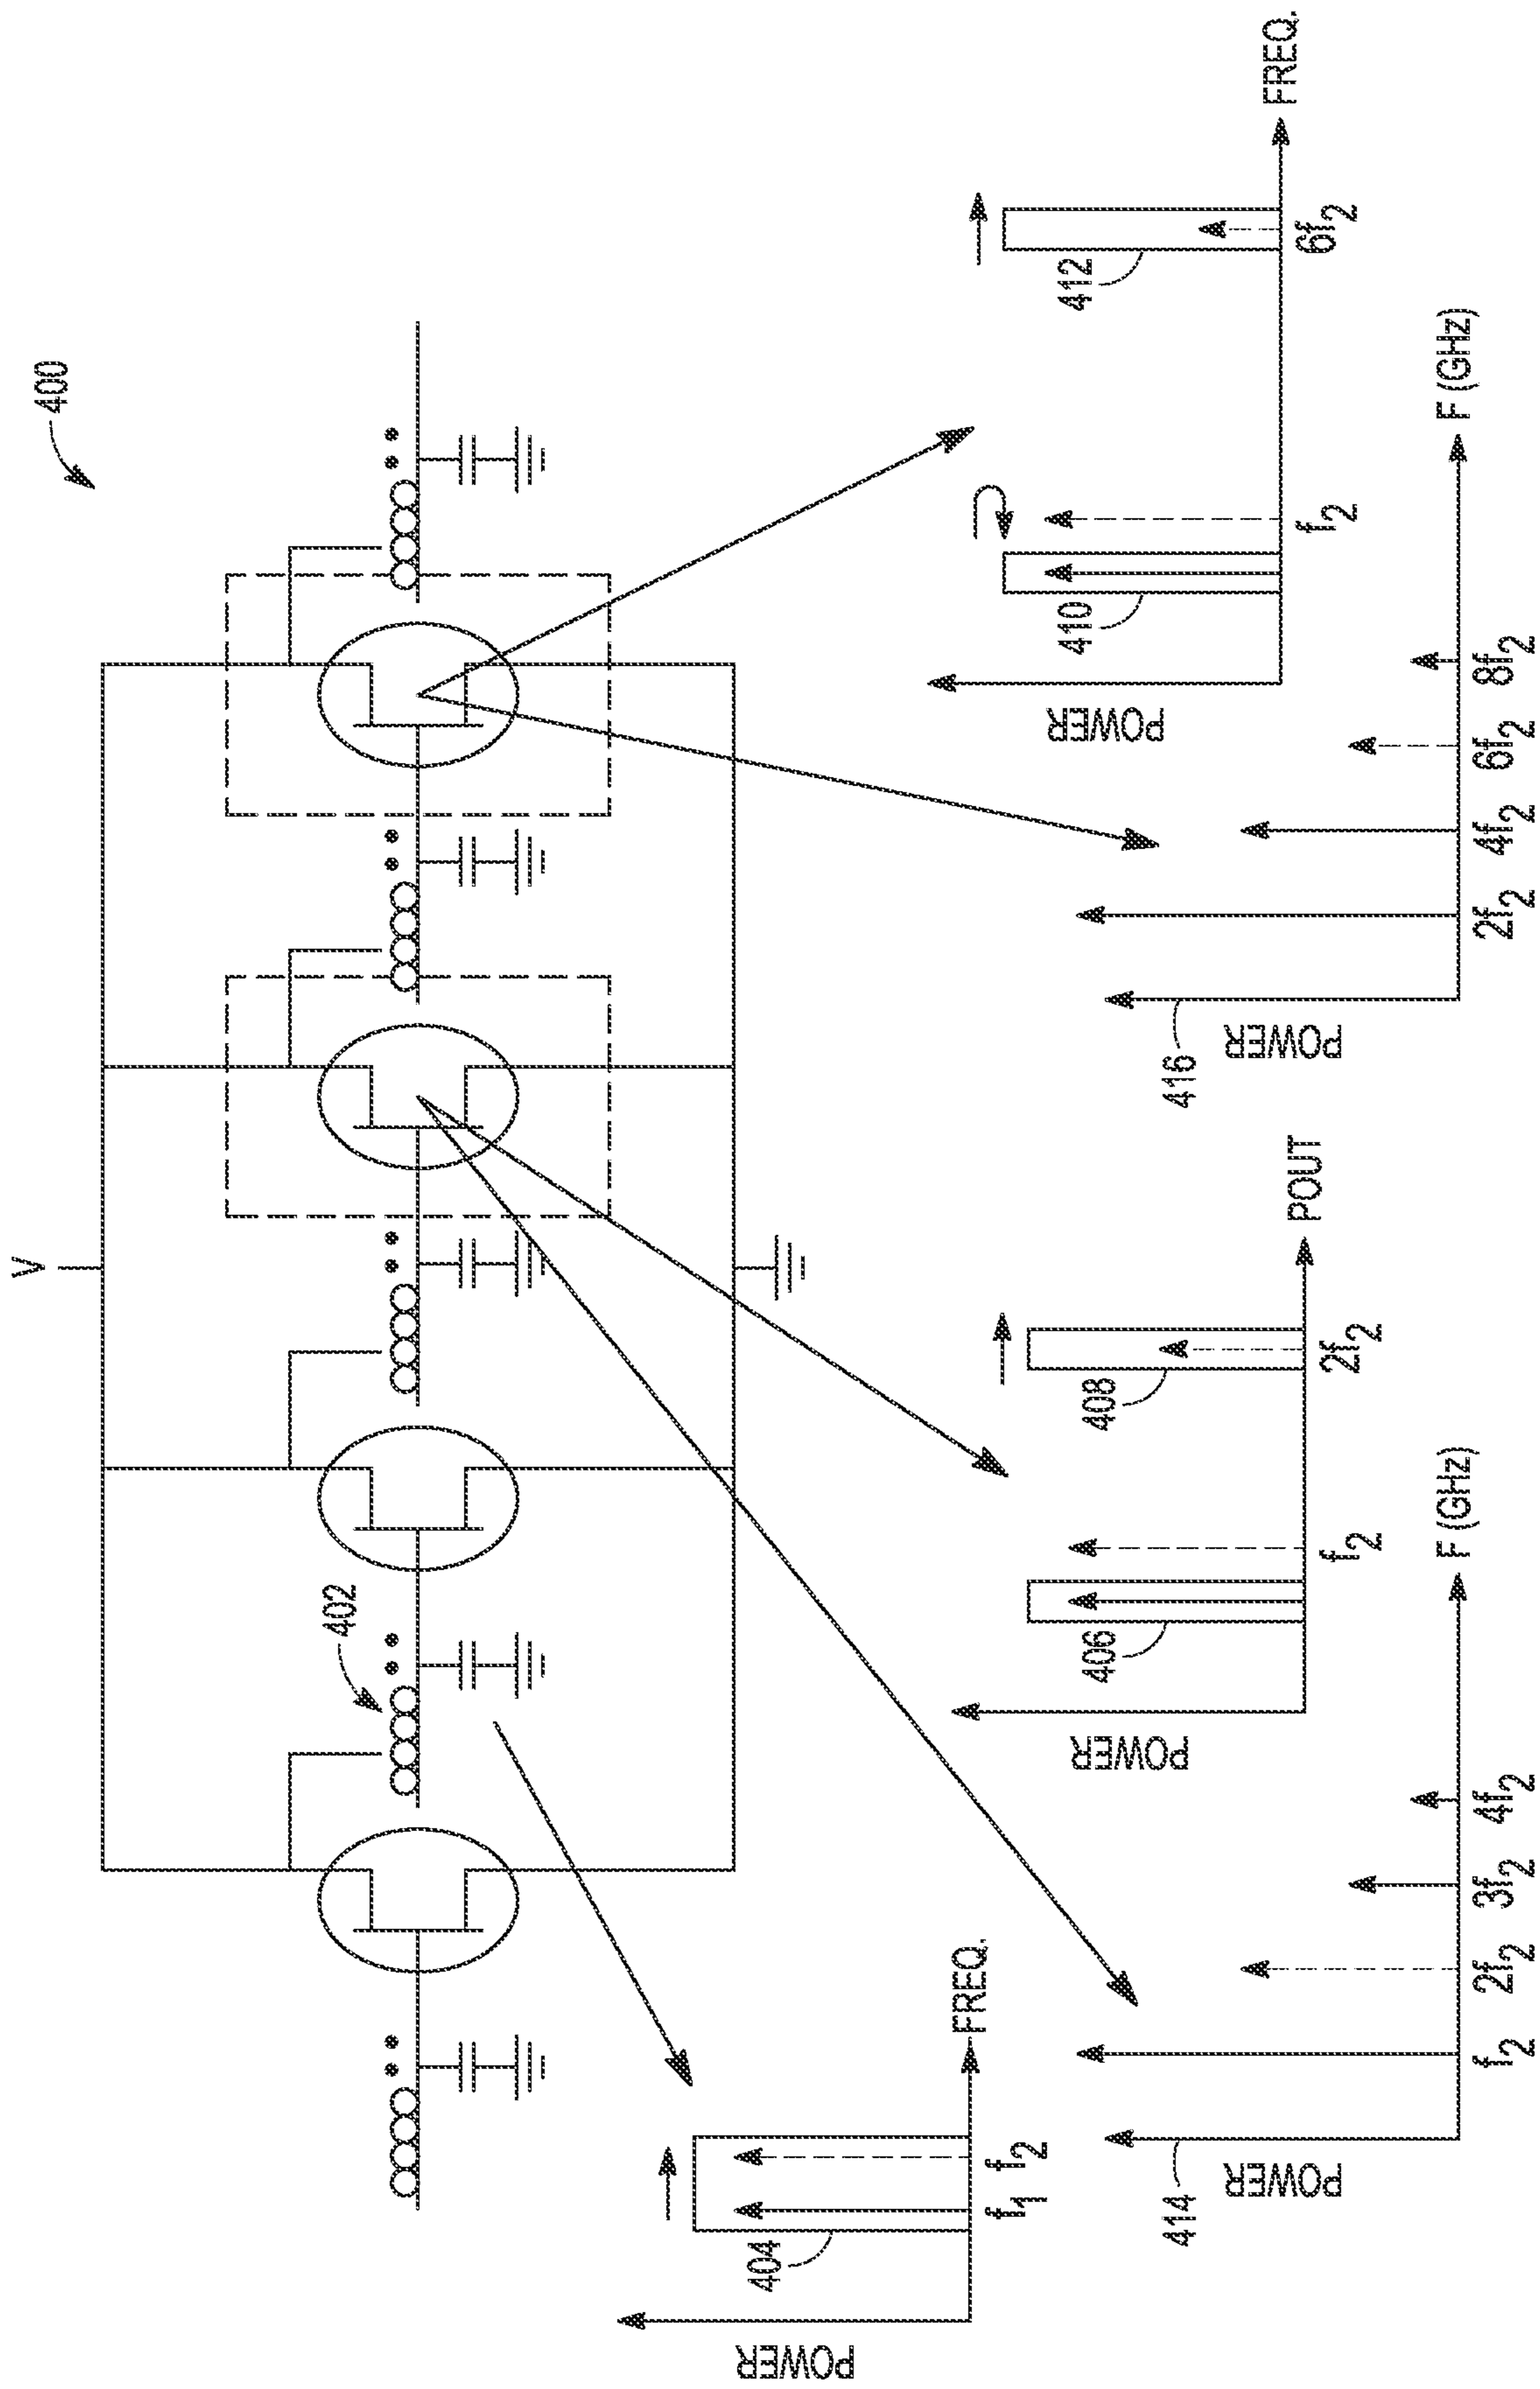 400
V
402
POWER
404
f1 f2
FREQ.
POWER
406
f2
408
2f2
POUT
POWER
410
f2
412
6f2
FREQ.
POWER
414
f2 2f2 3f2 4f2
F (GHz)
POWER
416
2f2 4f2 6f2 8f2
F (GHz)